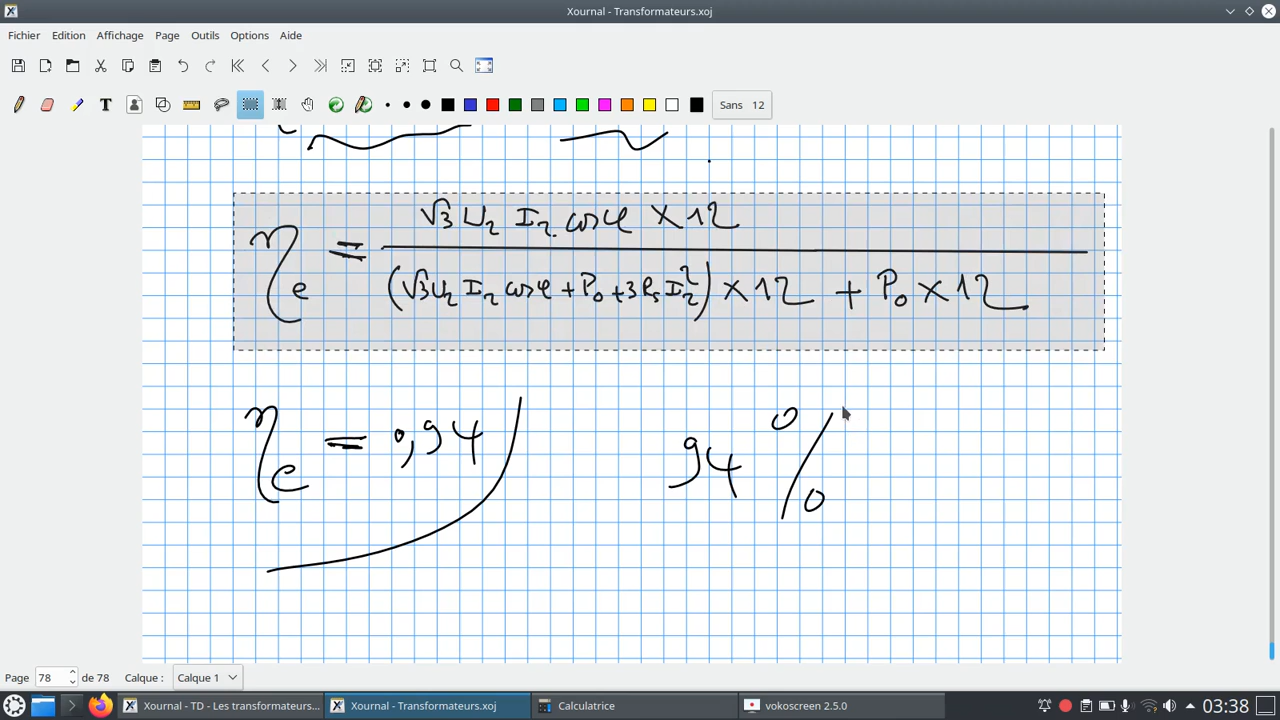 Xournal - Transformateurs.xoj
Fichier Edition Affichage Page Outils Options Aide
T Sans 12
ηe = √3 U2 I2 cosφ × 12 / (√3 U2 I2 cosφ + P0 + 3 Rs I2²) × 12 + P0 × 12
ηe = 0,94 94 %
Page 78 de 78 Calque : Calque 1
Xournal - TD - Les transformateurs... Xournal - Transformateurs.xoj Calculatrice vokoscreen 2.5.0 03:38